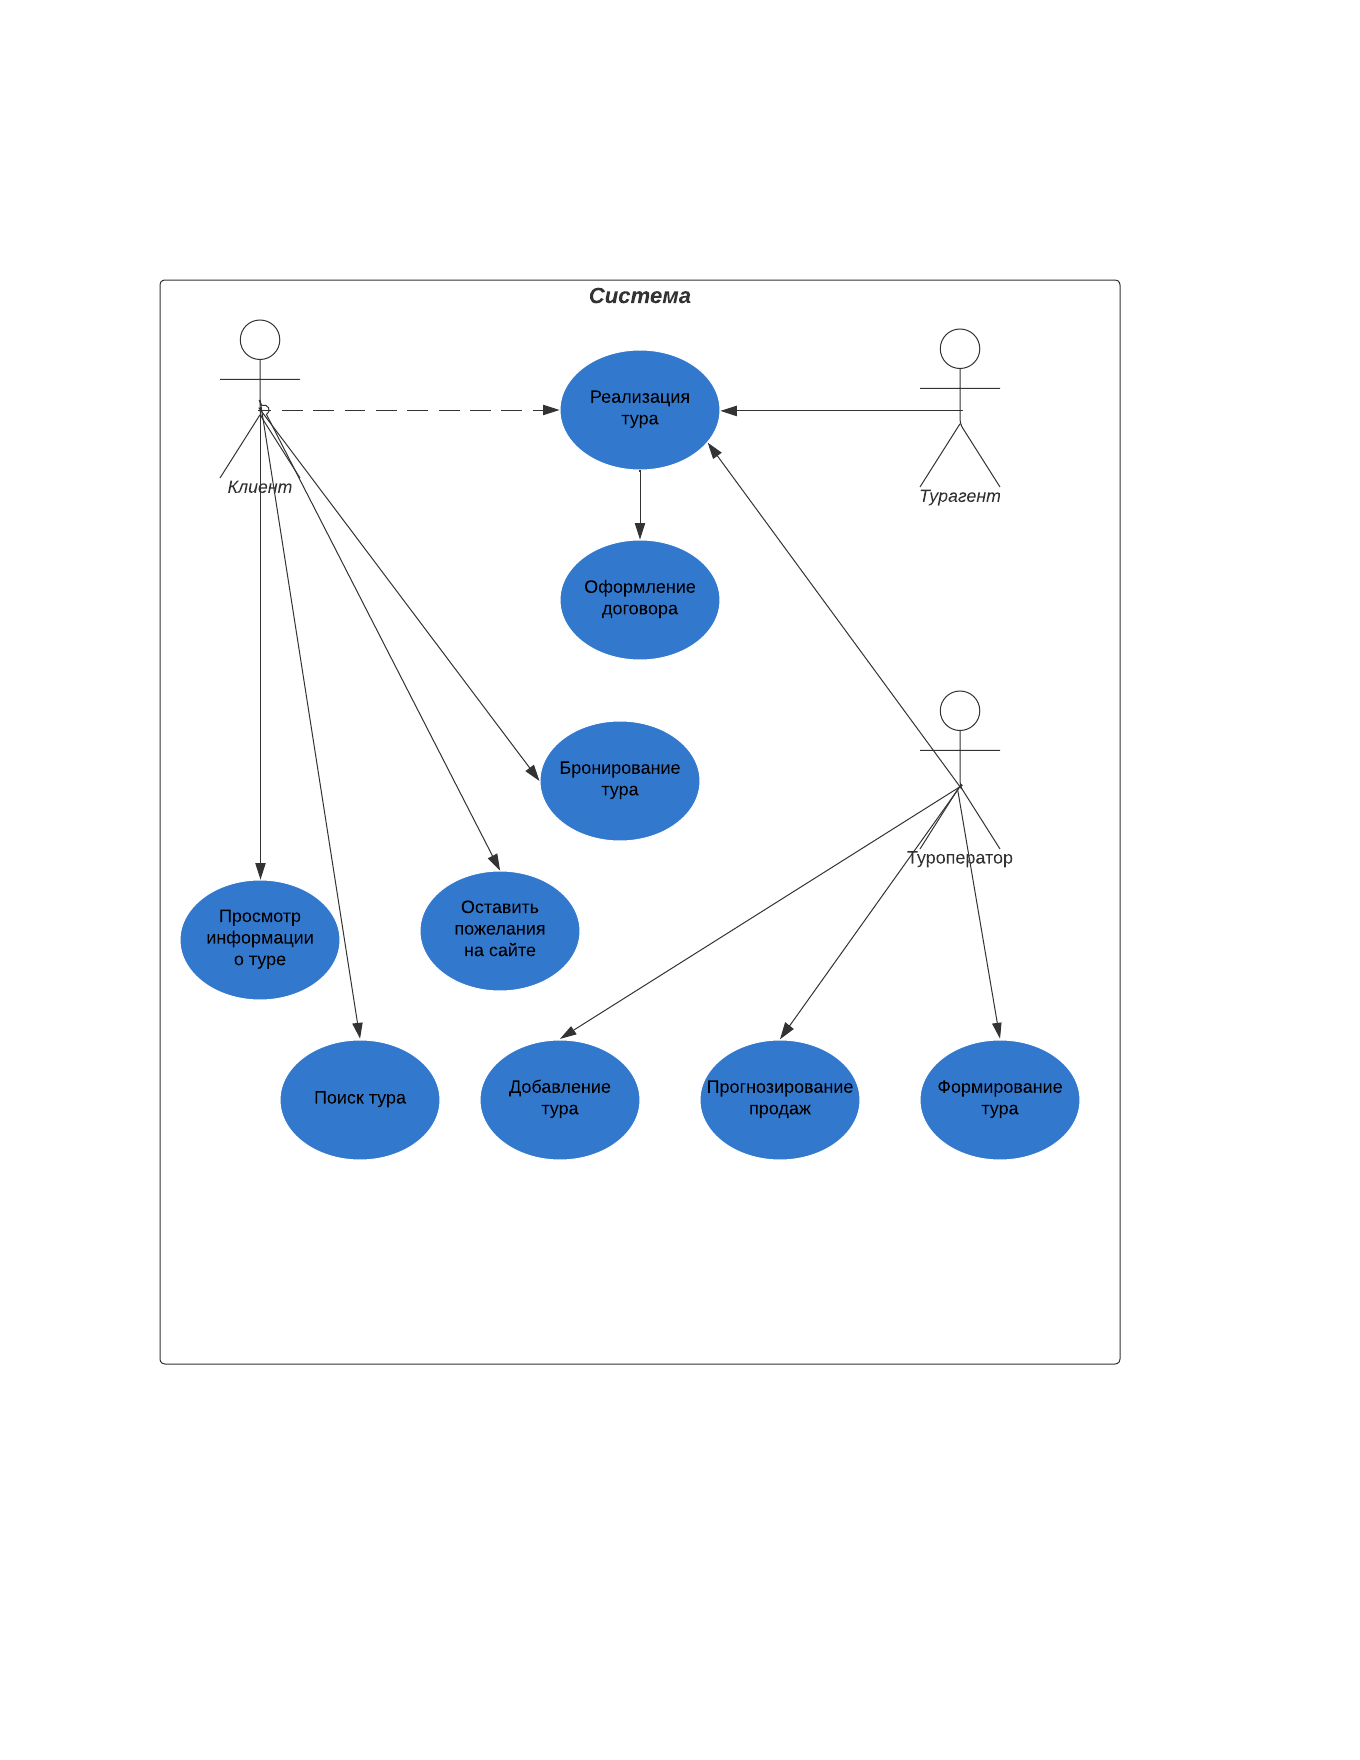 Система
Реализация
тура
Клиент
Турагент
Оформление
договора
Бронирование
тура
Туроператор
Просмотр
информации
о туре
Оставить
пожелания
на сайте
Поиск тура
Добавление
тура
Прогнозирование
продаж
Формирование
тура